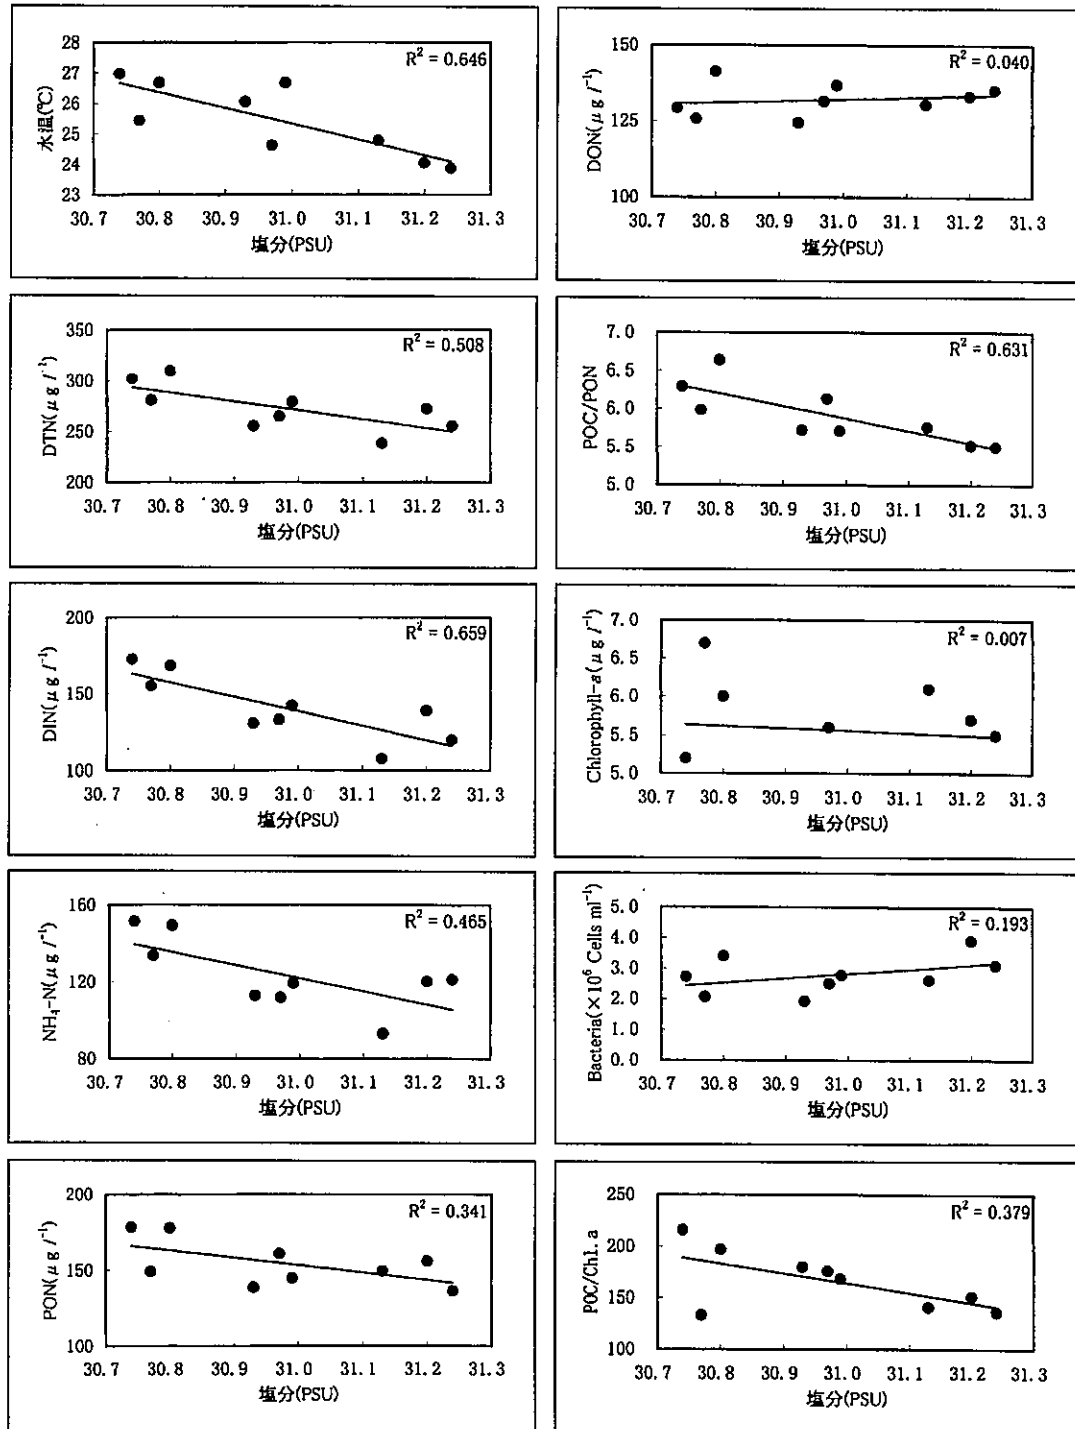 R² = 0.646
水温(℃)
28
27
26
25
24
23
30.7 30.8 30.9 31.0 31.1 31.2 31.3
塩分(PSU)
R² = 0.040
DON(μg l⁻¹)
150
125
100
30.7 30.8 30.9 31.0 31.1 31.2 31.3
塩分(PSU)
R² = 0.508
DTN(μg l⁻¹)
350
300
250
200
30.7 30.8 30.9 31.0 31.1 31.2 31.3
塩分(PSU)
R² = 0.631
POC/PON
7.0
6.5
6.0
5.5
5.0
30.7 30.8 30.9 31.0 31.1 31.2 31.3
塩分(PSU)
R² = 0.659
DIN(μg l⁻¹)
200
150
100
30.7 30.8 30.9 31.0 31.1 31.2 31.3
塩分(PSU)
R² = 0.007
Chlorophyll-a(μg l⁻¹)
7.0
6.5
6.0
5.5
5.0
30.7 30.8 30.9 31.0 31.1 31.2 31.3
塩分(PSU)
R² = 0.465
NH₄-N(μg l⁻¹)
160
120
80
30.7 30.8 30.9 31.0 31.1 31.2 31.3
塩分(PSU)
R² = 0.193
Bacteria(×10⁶ Cells ml⁻¹)
5.0
4.0
3.0
2.0
1.0
0.0
30.7 30.8 30.9 31.0 31.1 31.2 31.3
塩分(PSU)
R² = 0.341
PON(μg l⁻¹)
200
150
100
30.7 30.8 30.9 31.0 31.1 31.2 31.3
塩分(PSU)
R² = 0.379
POC/Chl.a
250
200
150
100
30.7 30.8 30.9 31.0 31.1 31.2 31.3
塩分(PSU)